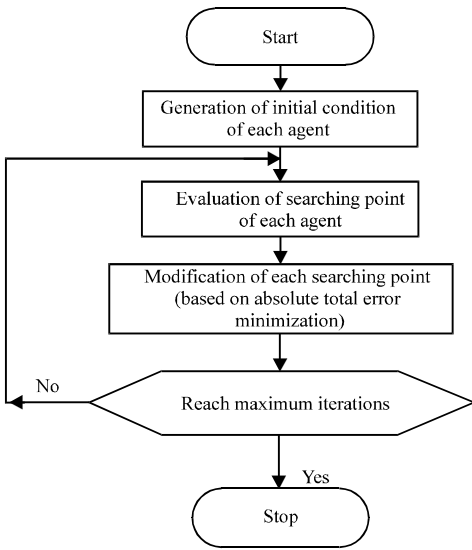 Start
Generation of initial condition
of each agent
Evaluation of searching point
of each agent
Modification of each searching point
(based on absolute total error
minimization)
No
Reach maximum iterations
Yes
Stop